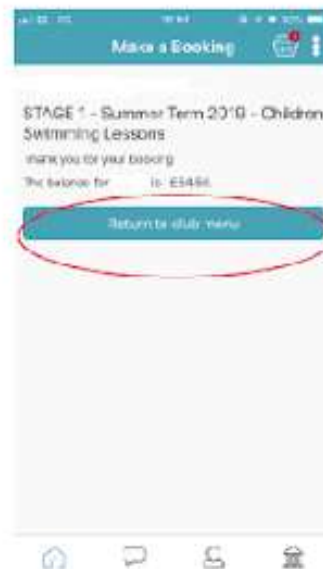 Make a Booking
STAGE 1 - Summer Term 2019 - Children
Swimming Lessons
Thank you for your booking
The balance for is
Return to club menu